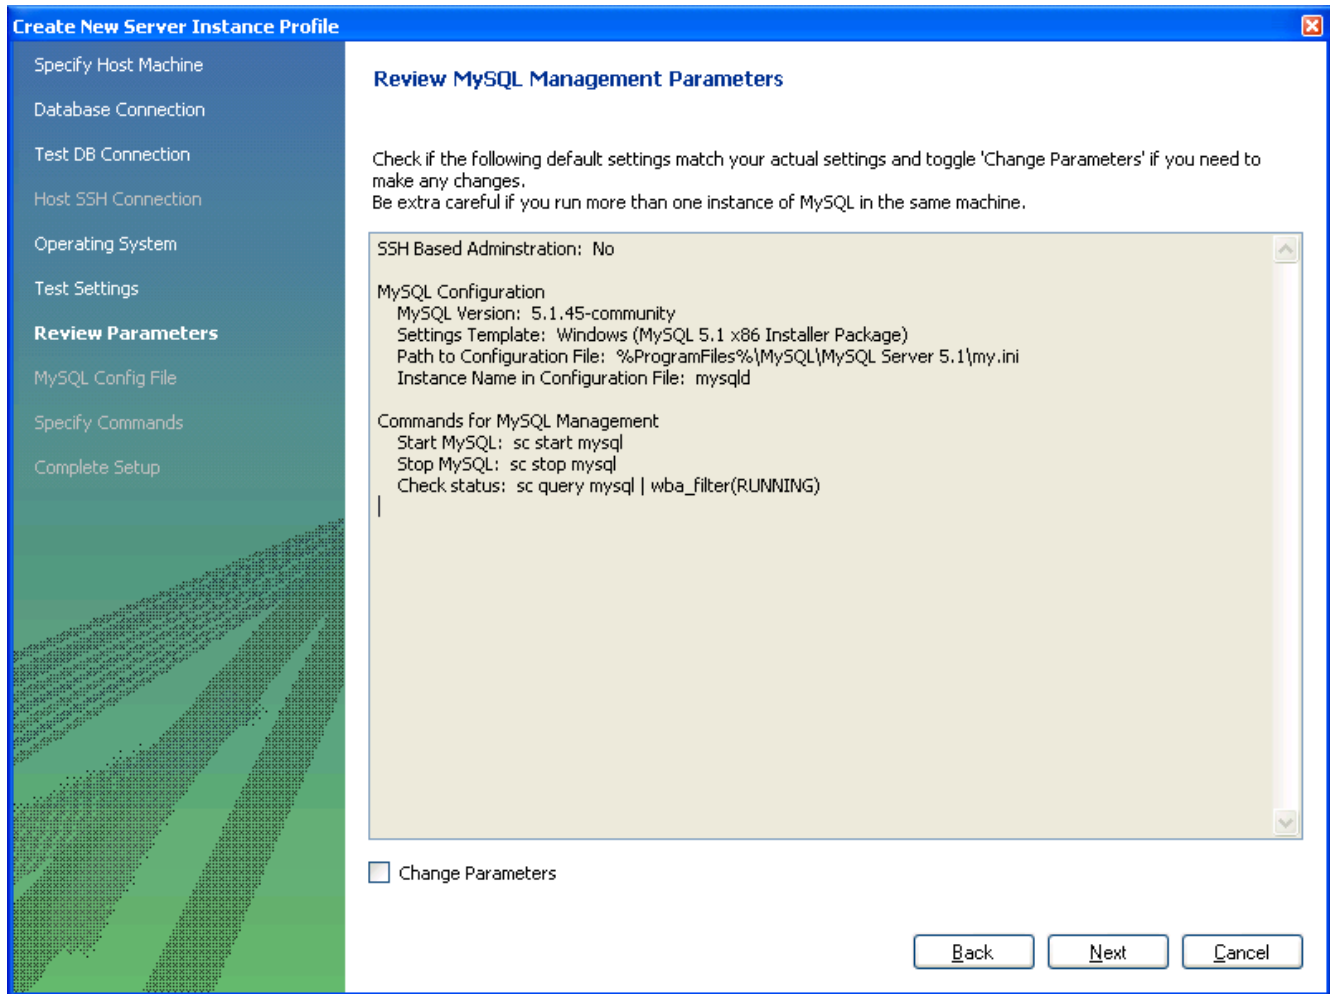 Create New Server Instance Profile
Specify Host Machine
Database Connection
Test DB Connection
Host SSH Connection
Operating System
Test Settings
Review Parameters
MySQL Config File
Specify Commands
Complete Setup
Review MySQL Management Parameters
Check if the following default settings match your actual settings and toggle 'Change Parameters' if you need to
make any changes.
Be extra careful if you run more than one instance of MySQL in the same machine.
SSH Based Adminstration:  No
MySQL Configuration
MySQL Version:  5.1.45-community
Settings Template:  Windows (MySQL 5.1 x86 Installer Package)
Path to Configuration File:  %ProgramFiles%\MySQL\MySQL Server 5.1\my.ini
Instance Name in Configuration File:  mysqld
Commands for MySQL Management
Start MySQL:  sc start mysql
Stop MySQL:  sc stop mysql
Check status:  sc query mysql | wba_filter(RUNNING)
Change Parameters
Back
Next
Cancel